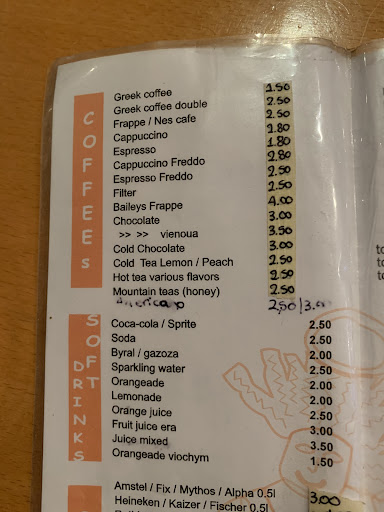 COFFEES
Greek coffee 1.50
Greek coffee double 2.50
Frappe / Nes cafe 2.50
Cappuccino 2.80
Espresso 1.80
Cappuccino Freddo 2.80
Espresso Freddo 2.50
Filter 2.50
Baileys Frappe 4.00
Chocolate 3.00
>> >> vienoua 3.50
Cold Chocolate 3.00
Cold Tea Lemon / Peach 2.50
Hot tea various flavors 2.50
Mountain teas (honey) 2.50
Americano 2,50/3.00
SOFT DRINKS
Coca-cola / Sprite 2.50
Soda 2.50
Byral / gazoza 2.00
Sparkling water 2.50
Orangeade 2.00
Lemonade 2.00
Orange juice 2.50
Fruit juice era 3.00
Juice mixed 3.50
Orangeade viochym 1.50
Amstel / Fix / Mythos / Alpha 0.5l 3.00
Heineken / Kaizer / Fischer 0.5l